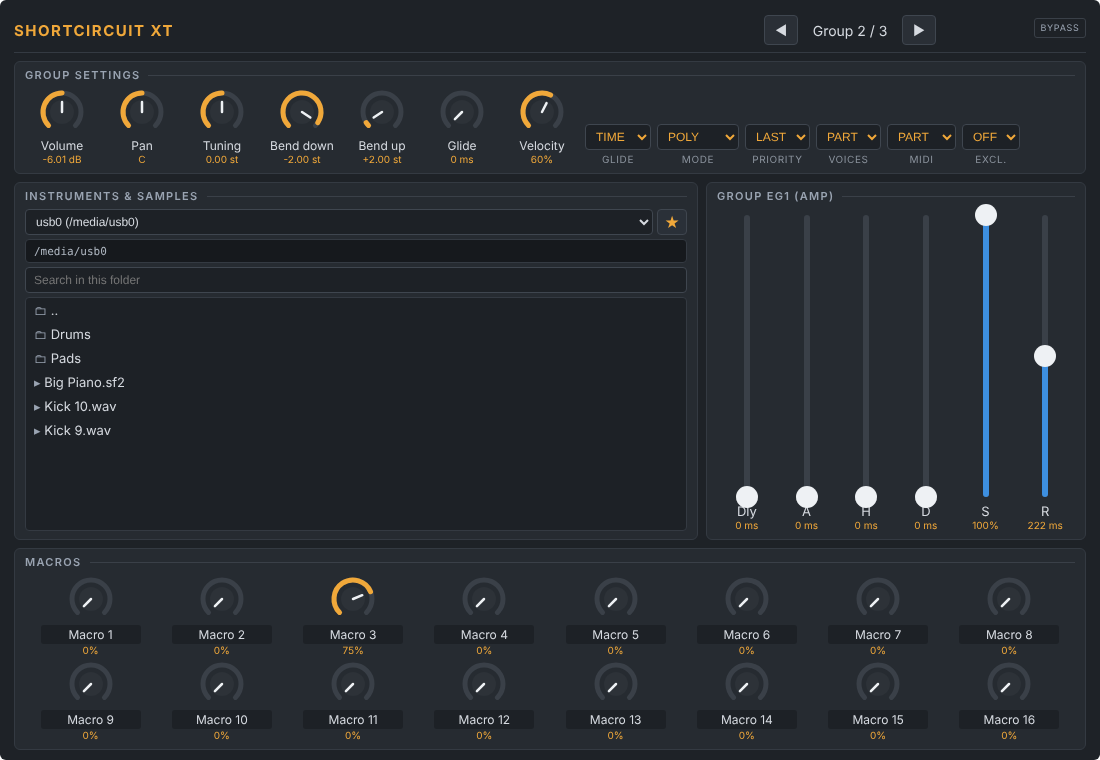 SHORTCIRCUIT XT
◀ Group 2 / 3 ▶
BYPASS
GROUP SETTINGS
Volume Pan Tuning Bend down Bend up Glide Velocity
-6.01 dB C 0.00 st -2.00 st +2.00 st 0 ms 60%
TIME POLY LAST PART PART OFF
GLIDE MODE PRIORITY VOICES MIDI EXCL.
INSTRUMENTS & SAMPLES
usb0 (/media/usb0) ★
/media/usb0
Search in this folder
..
Drums
Pads
▸ Big Piano.sf2
▸ Kick 10.wav
▸ Kick 9.wav
GROUP EG1 (AMP)
Dly A H D S R
0 ms 0 ms 0 ms 0 ms 100% 222 ms
MACROS
Macro 1 Macro 2 Macro 3 Macro 4 Macro 5 Macro 6 Macro 7 Macro 8
0% 0% 75% 0% 0% 0% 0% 0%
Macro 9 Macro 10 Macro 11 Macro 12 Macro 13 Macro 14 Macro 15 Macro 16
0% 0% 0% 0% 0% 0% 0% 0%